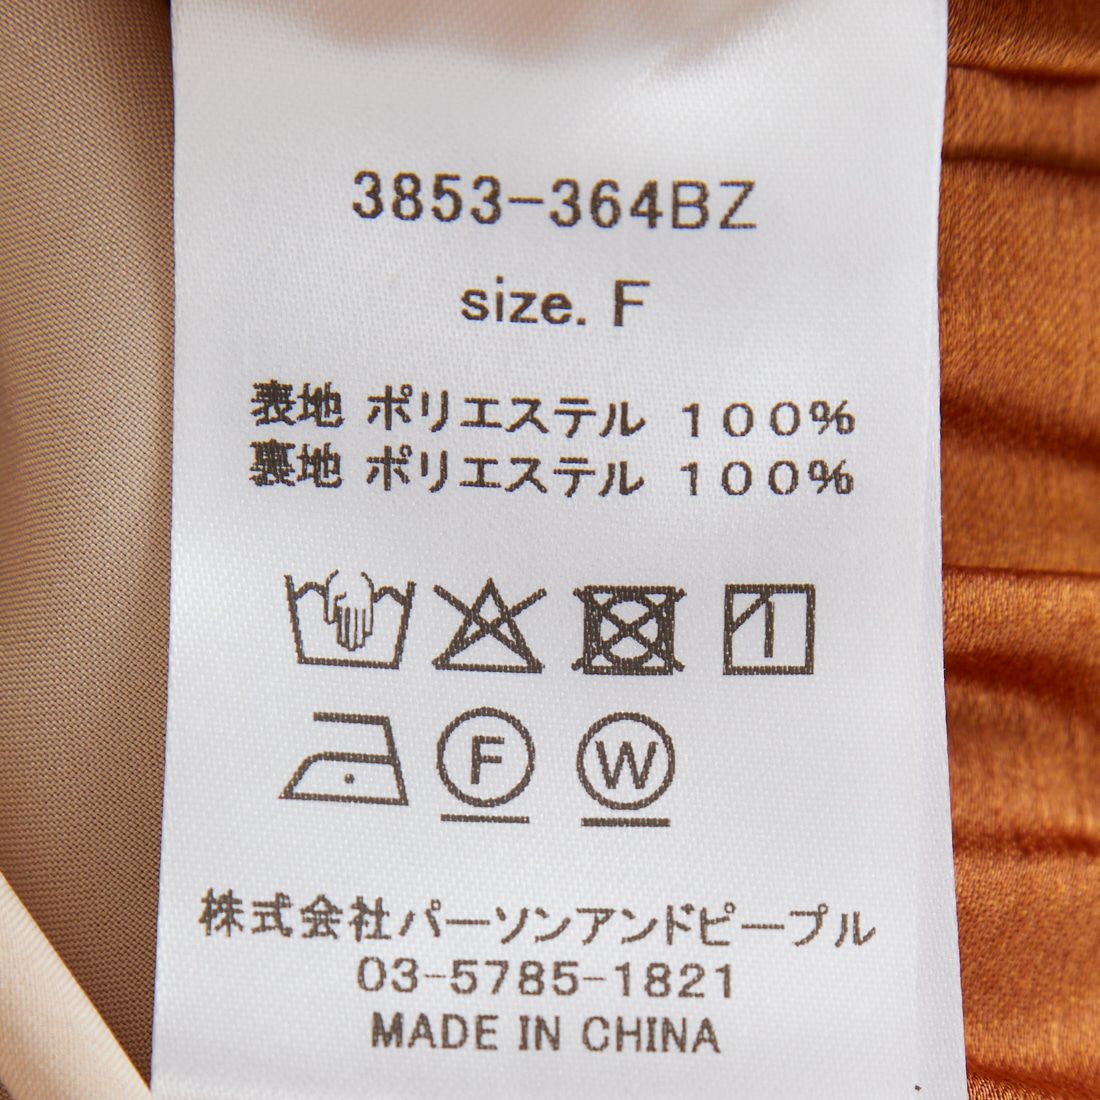 3853-364BZ
size. F
表地 ポリエステル 100%
裏地 ポリエステル 100%
F W
株式会社パーソンアンドピープル
03-5785-1821
MADE IN CHINA